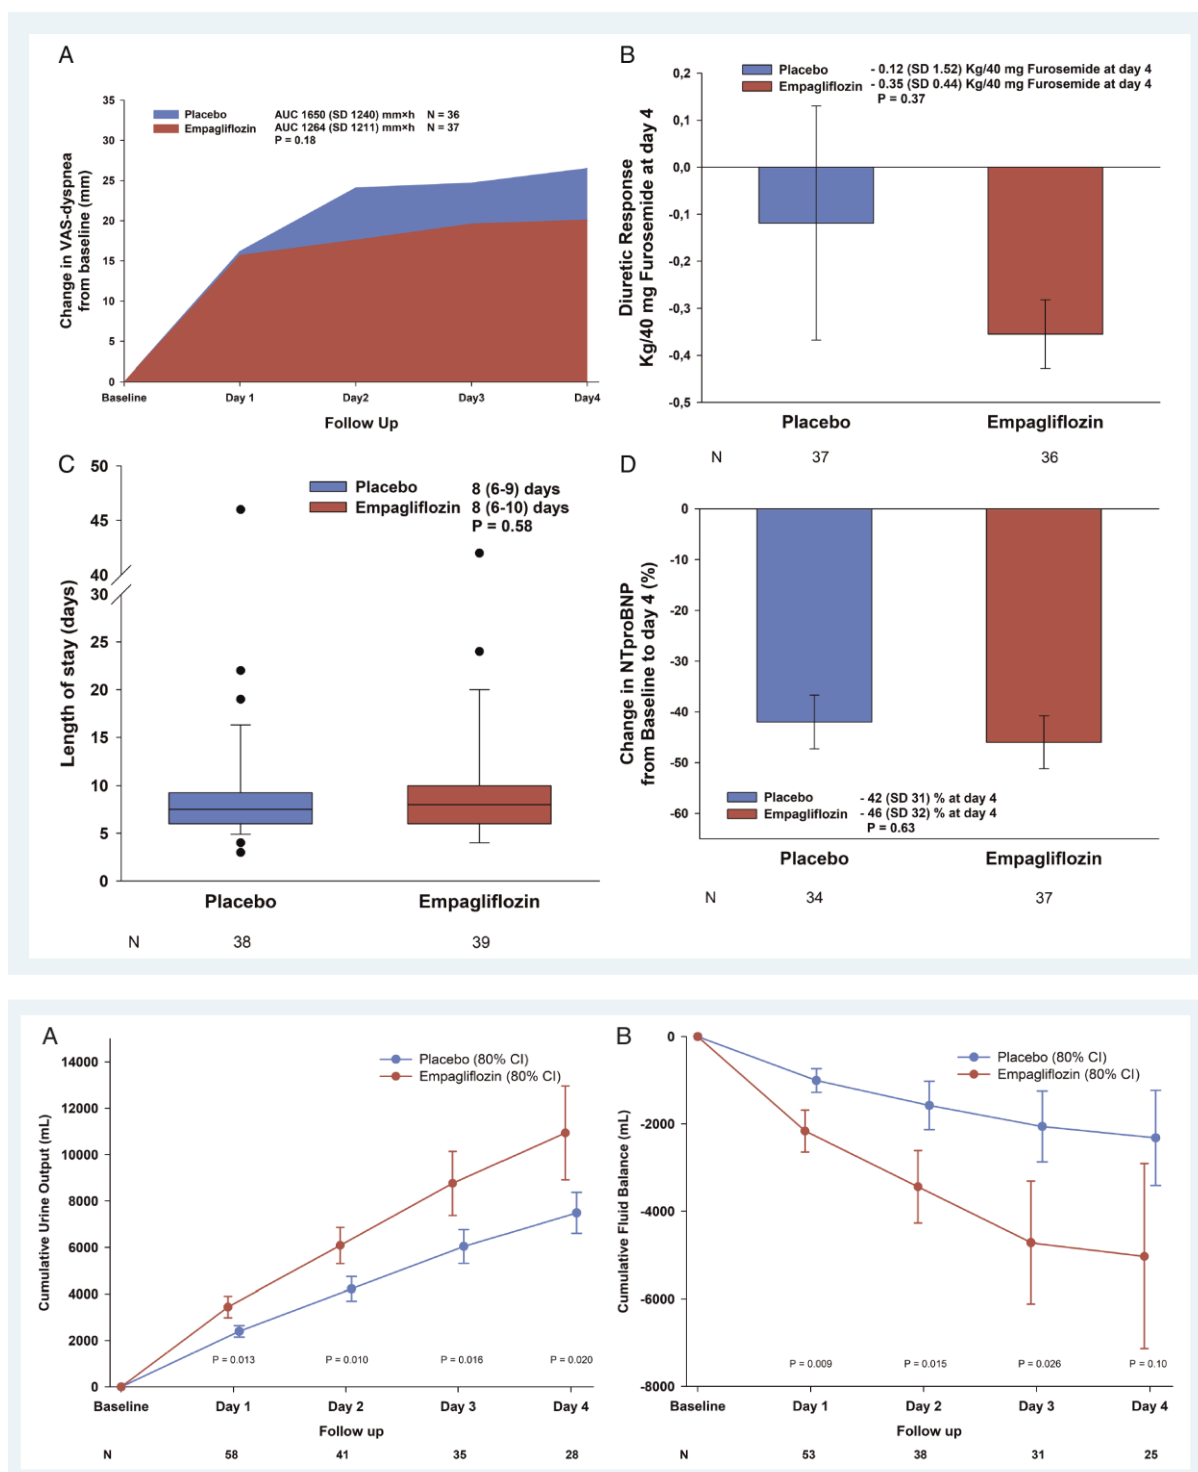 A
Placebo AUC 1650 (SD 1240) mm×h N = 36
Empagliflozin AUC 1264 (SD 1211) mm×h N = 37
P = 0.18
Change in VAS-dyspnea
from baseline (mm)
35
30
25
20
15
10
5
0
Baseline Day 1 Day2 Day3 Day4
Follow Up
B
Placebo - 0.12 (SD 1.52) Kg/40 mg Furosemide at day 4
Empagliflozin - 0.35 (SD 0.44) Kg/40 mg Furosemide at day 4
P = 0.37
Diuretic Response
Kg/40 mg Furosemide at day 4
0,2
0,1
0,0
-0,1
-0,2
-0,3
-0,4
-0,5
Placebo Empagliflozin
N 37 36
C
Placebo 8 (6-9) days
Empagliflozin 8 (6-10) days
P = 0.58
Length of stay (days)
50
45
40
30
25
20
15
10
5
0
Placebo Empagliflozin
N 38 39
D
Change in NTproBNP
from Baseline to day 4 (%)
0
-10
-20
-30
-40
-50
-60
Placebo - 42 (SD 31) % at day 4
Empagliflozin - 46 (SD 32) % at day 4
P = 0.63
Placebo Empagliflozin
N 34 37
A
Placebo (80% CI)
Empagliflozin (80% CI)
Cumulative Urine Output (mL)
14000
12000
10000
8000
6000
4000
2000
0
P = 0.013 P = 0.010 P = 0.016 P = 0.020
Baseline Day 1 Day 2 Day 3 Day 4
Follow up
N 58 41 35 28
B
Placebo (80% CI)
Empagliflozin (80% CI)
Cumulative Fluid Balance (mL)
0
-2000
-4000
-6000
-8000
P = 0.009 P = 0.015 P = 0.026 P = 0.10
Baseline Day 1 Day 2 Day 3 Day 4
Follow up
N 53 38 31 25